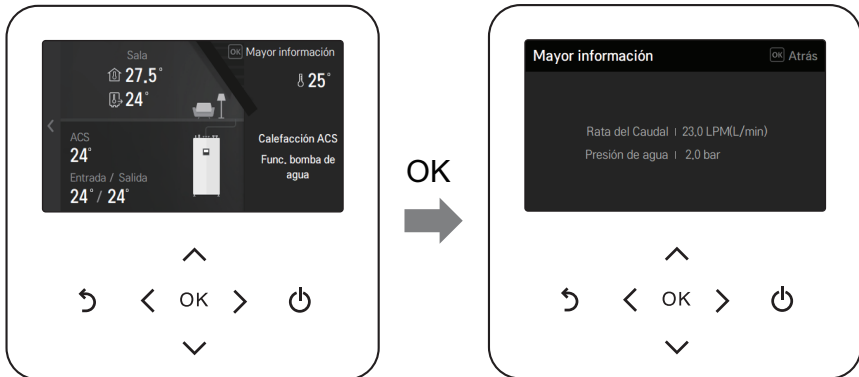 Sala
OK Mayor información
27.5°
24°
25°
ACS
24°
Entrada / Salida
24° / 24°
Calefacción ACS
Func. bomba de
agua
OK
OK
Mayor información
OK Atrás
Rata del Caudal | 23,0 LPM(L/min)
Presión de agua | 2,0 bar
OK